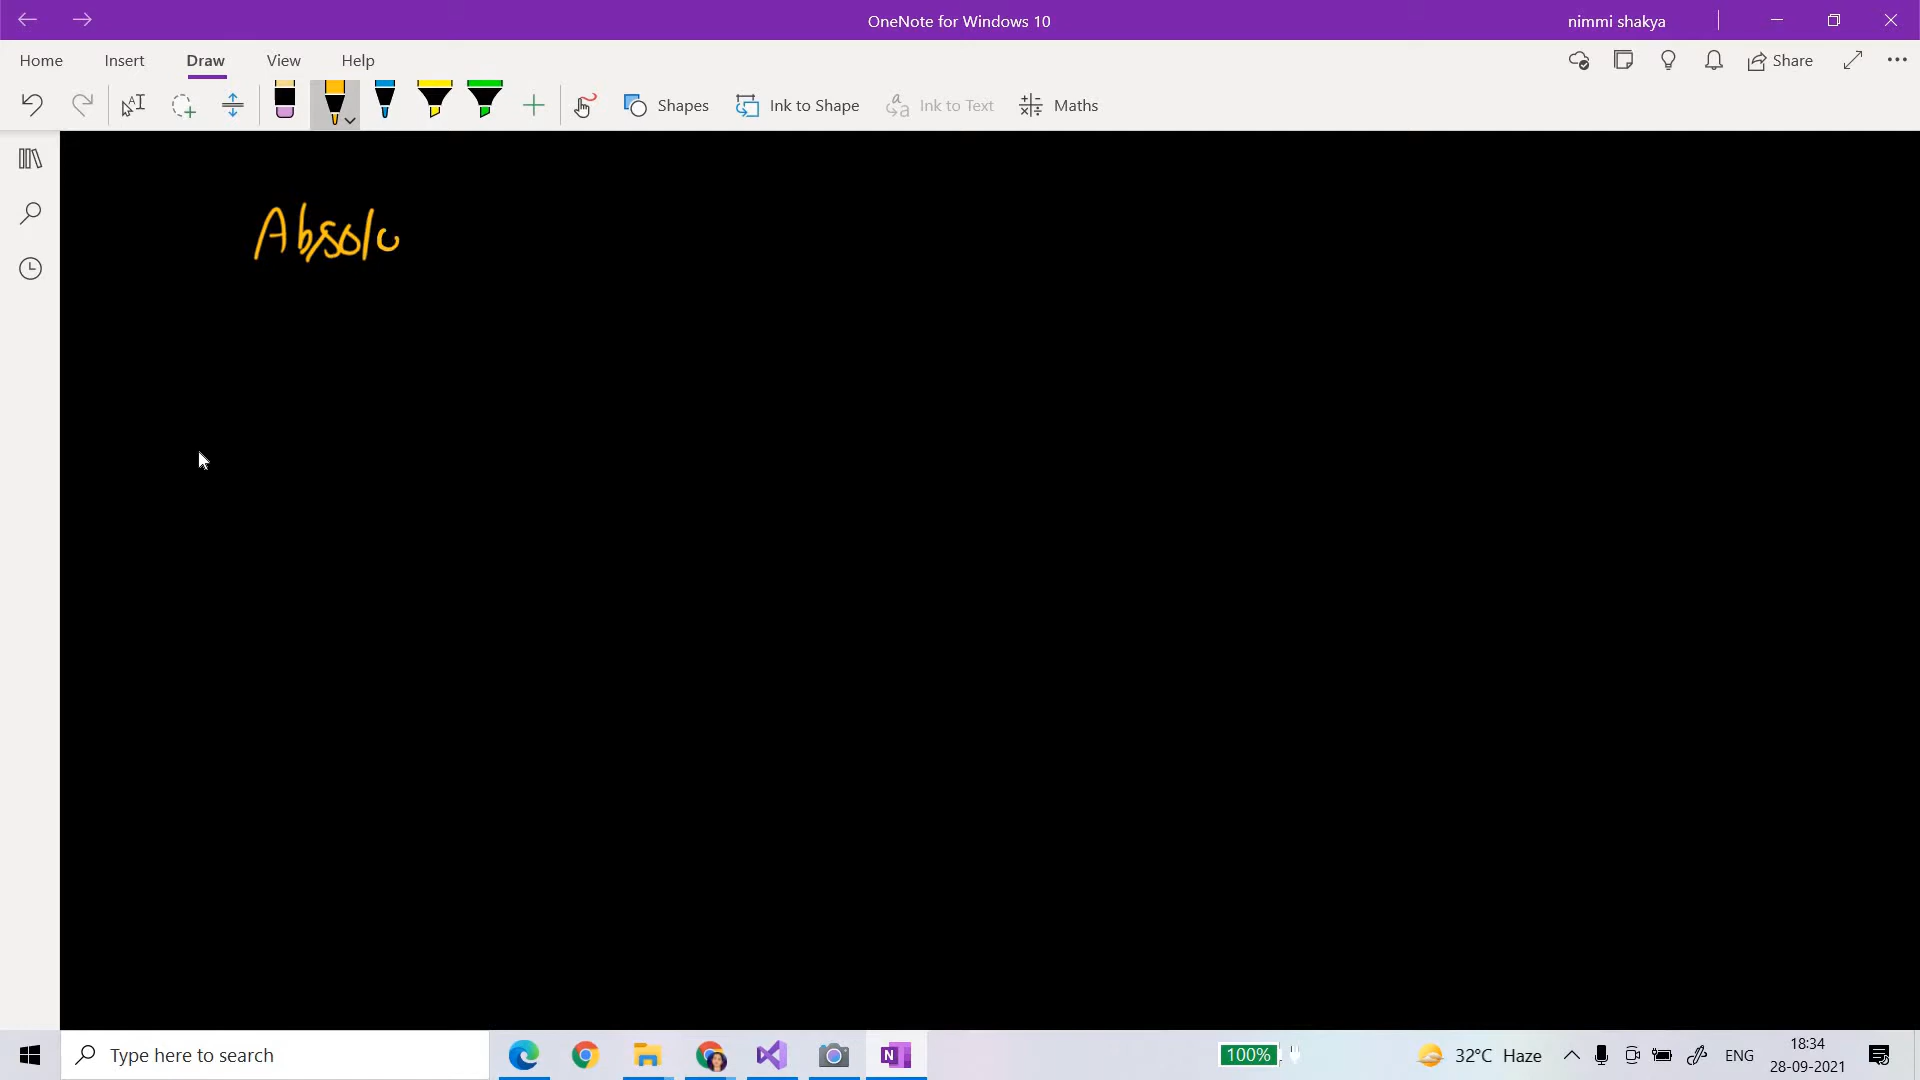 OneNote for Windows 10
nimmi shakya
Home Insert Draw View Help
Share
Shapes Ink to Shape Ink to Text Maths
Absolu
Type here to search
100%
32°C Haze
ENG
18:34
28-09-2021